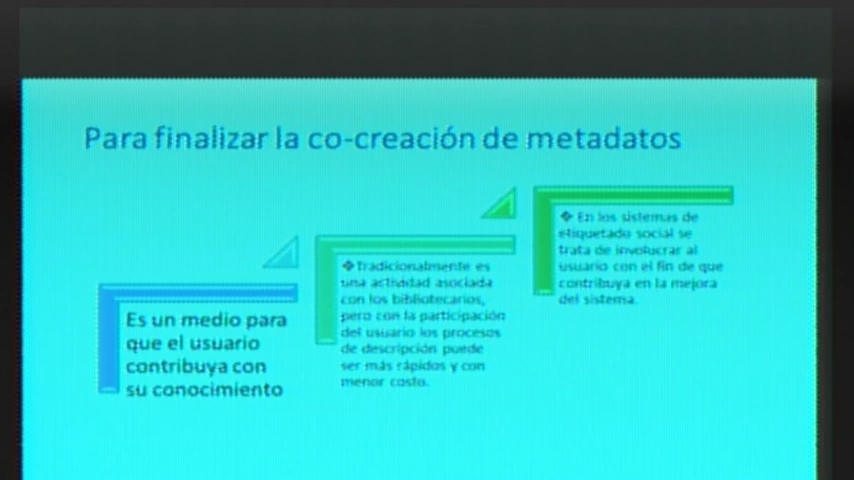 Para finalizar la co-creación de metadatos
Es un medio para
que el usuario
contribuya con
su conocimiento
❖Tradicionalmente es
una actividad asociada
con los bibliotecarios,
pero con la participación
del usuario los procesos
de descripción puede
ser más rápidos y con
menor costo.
❖ En los sistemas de
etiquetado social se
trata de involucrar al
usuario con el fin de que
contribuya en la mejora
del sistema.